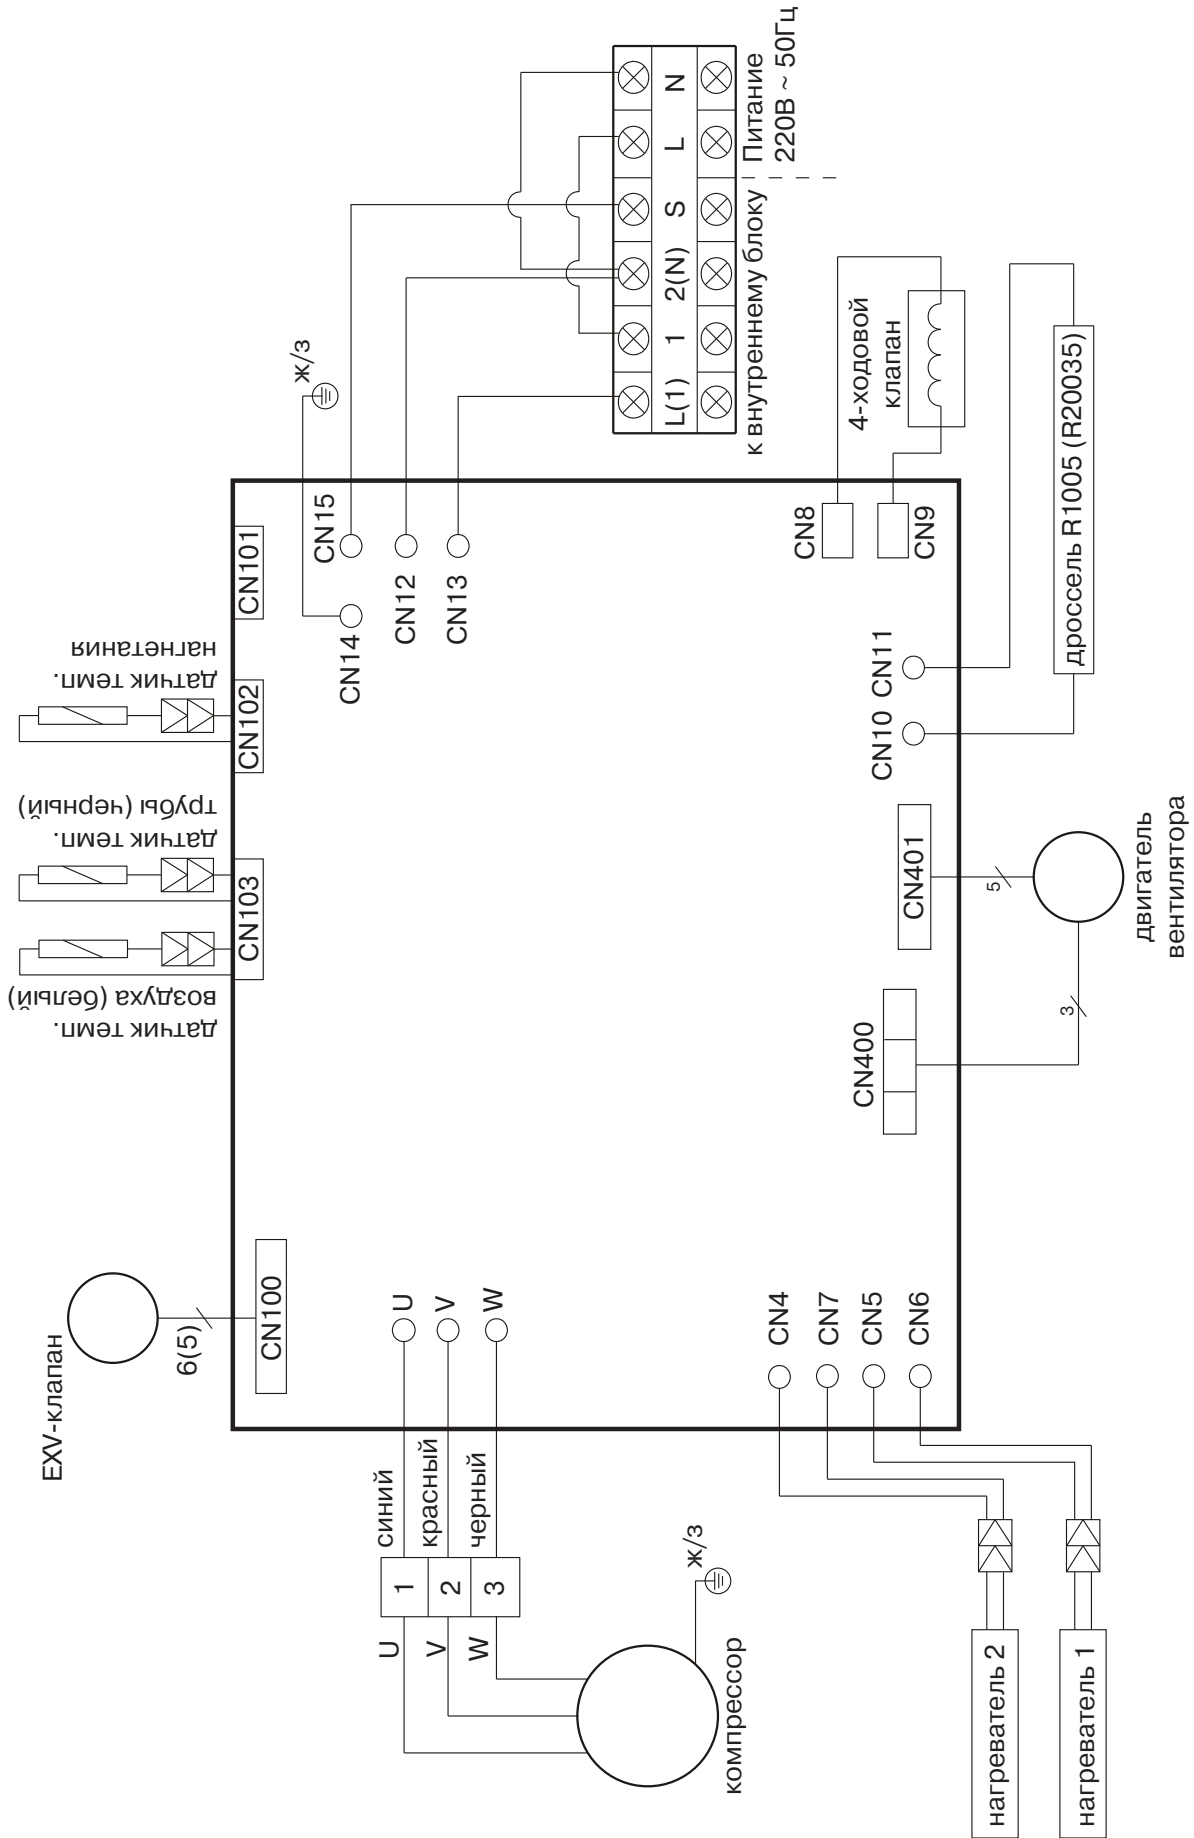 EXV-клапан
6(5)
CN100
датчик темп.
воздуха (белый)
датчик темп.
трубы (черный)
CN103
датчик темп.
нагнетания
CN102
CN101
U
V
W
синий
красный
черный
1
2
3
U
V
W
компрессор
ж/з
CN14
CN15
CN12
CN13
ж/з
L(1)
1
2(N)
S
L
N
к внутреннему блоку
Питание
220В ~ 50Гц
CN4
CN7
CN5
CN6
нагреватель 2
нагреватель 1
CN400
CN401
3
5
двигатель
вентилятора
CN10
CN11
дроссель R1005 (R20035)
CN8
CN9
4-ходовой
клапан